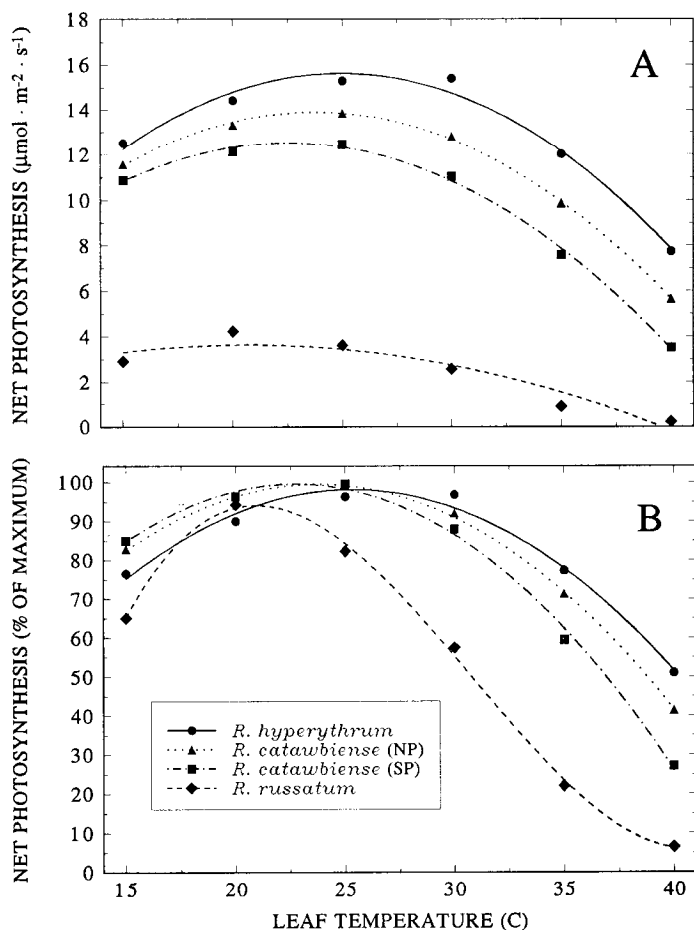 NET PHOTOSYNTHESIS (µmol · m⁻² · s⁻¹)
18
16
14
12
10
8
6
4
2
0
A
NET PHOTOSYNTHESIS (% OF MAXIMUM)
100
90
80
70
60
50
40
30
20
10
0
B
R. hyperythrum
R. catawbiense (NP)
R. catawbiense (SP)
R. russatum
15 20 25 30 35 40
LEAF TEMPERATURE (C)